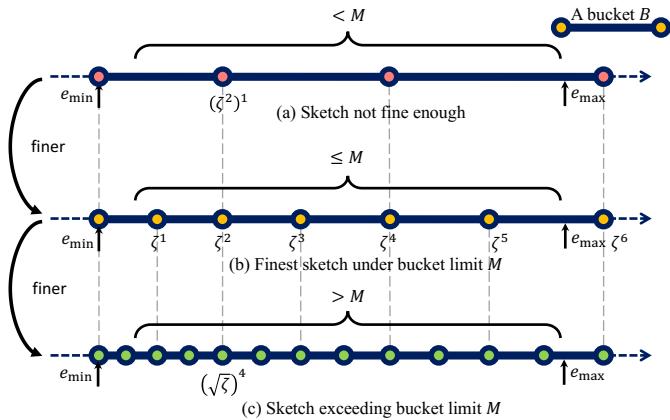 < M
A bucket B
e_min
(ζ²)¹
e_max
(a) Sketch not fine enough
finer
≤ M
e_min
ζ¹
ζ²
ζ³
ζ⁴
ζ⁵
e_max
ζ⁶
(b) Finest sketch under bucket limit M
finer
> M
e_min
(√ζ)⁴
e_max
(c) Sketch exceeding bucket limit M